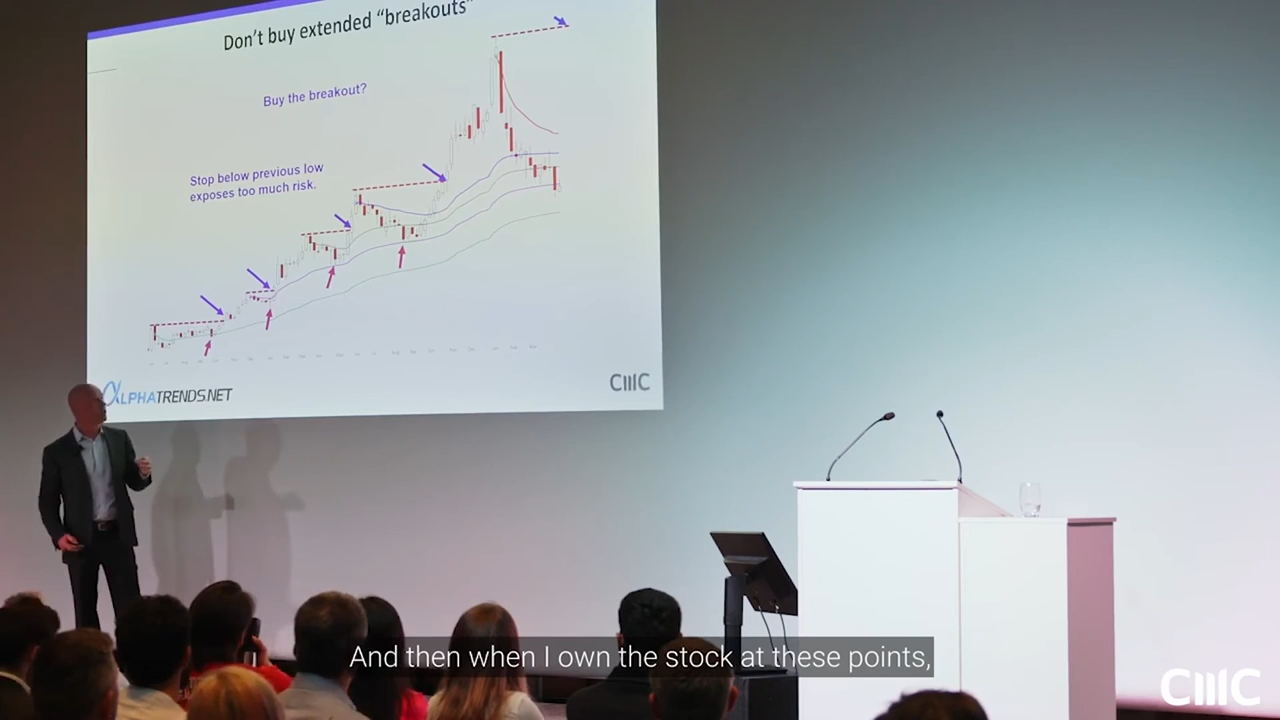 Don't buy extended "breakouts"
Buy the breakout?
Stop below previous low
exposes too much risk.
ALPHATRENDS.NET
CMC
And then when I own the stock at these points,
CMC